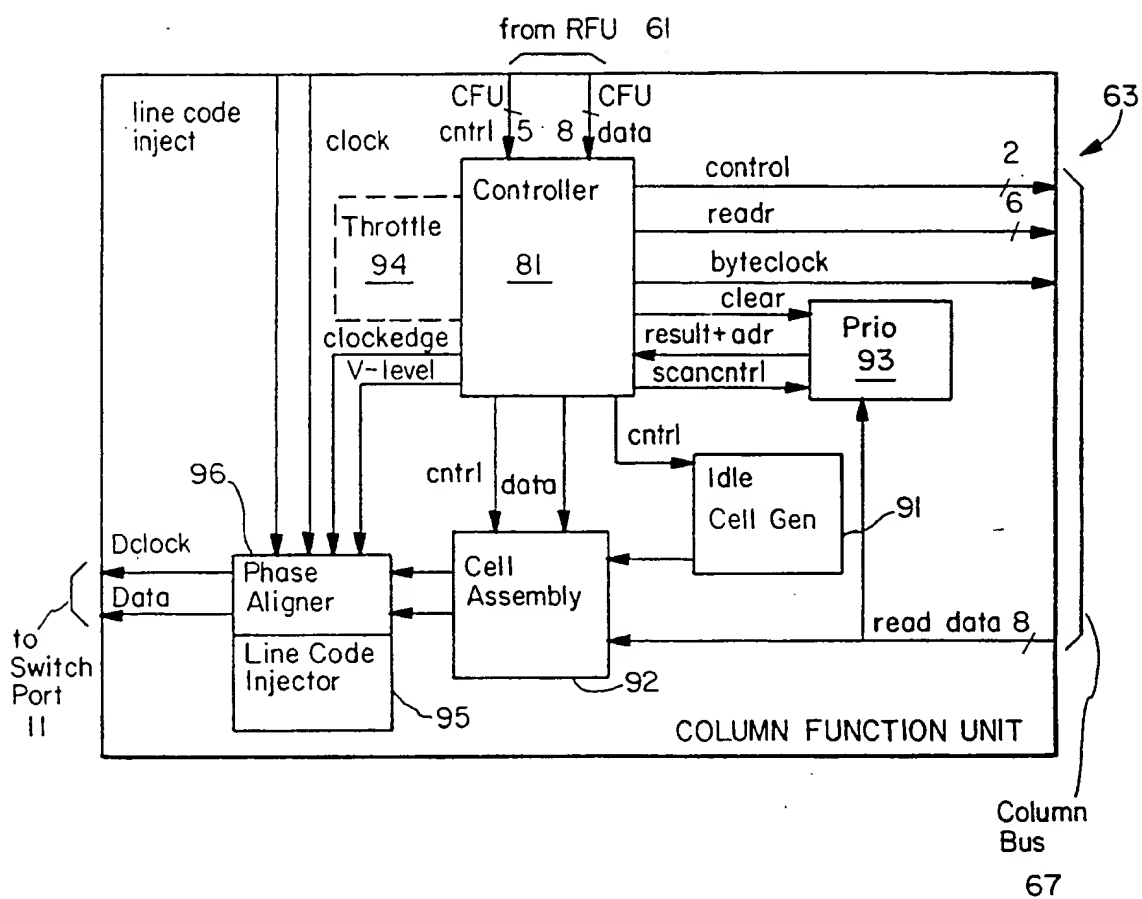 from RFU 61
line code
inject
clock
CFU
cntrl 5
CFU
8 data
63
Controller
81
Throttle
94
control
2
readr
6
byteclock
clear
result+adr
scancntrl
Prio
93
clockedge
V-level
cntrl
data
cntrl
Idle
Cell Gen
91
96
Dclock
Data
Phase
Aligner
Cell
Assembly
read data 8
to
Switch
Port
11
Line Code
Injector
95
92
COLUMN FUNCTION UNIT
Column
Bus
67